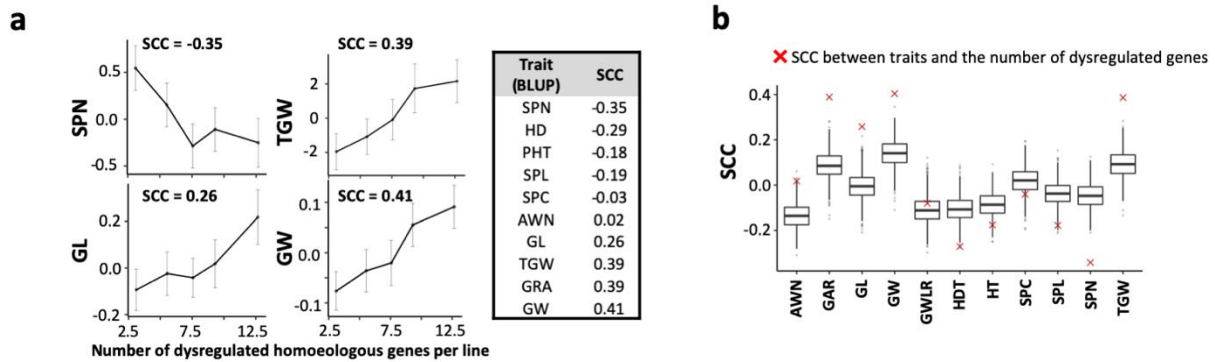 a
SCC = -0.35
SPN
0.5
0.0
-0.5
SCC = 0.39
TGW
2
0
-2
SCC = 0.26
GL
0.2
0.0
-0.2
2.5 7.5 12.5
SCC = 0.41
GW
0.1
0.0
-0.1
2.5 7.5 12.5
Number of dysregulated homoeologous genes per line
Trait (BLUP) SCC
SPN -0.35
HD -0.29
PHT -0.18
SPL -0.19
SPC -0.03
AWN 0.02
GL 0.26
TGW 0.39
GRA 0.39
GW 0.41
b
SCC between traits and the number of dysregulated genes
SCC
0.4
0.2
0.0
-0.2
AWN GAR GL GW GWLR HDT HT SPC SPL SPN TGW